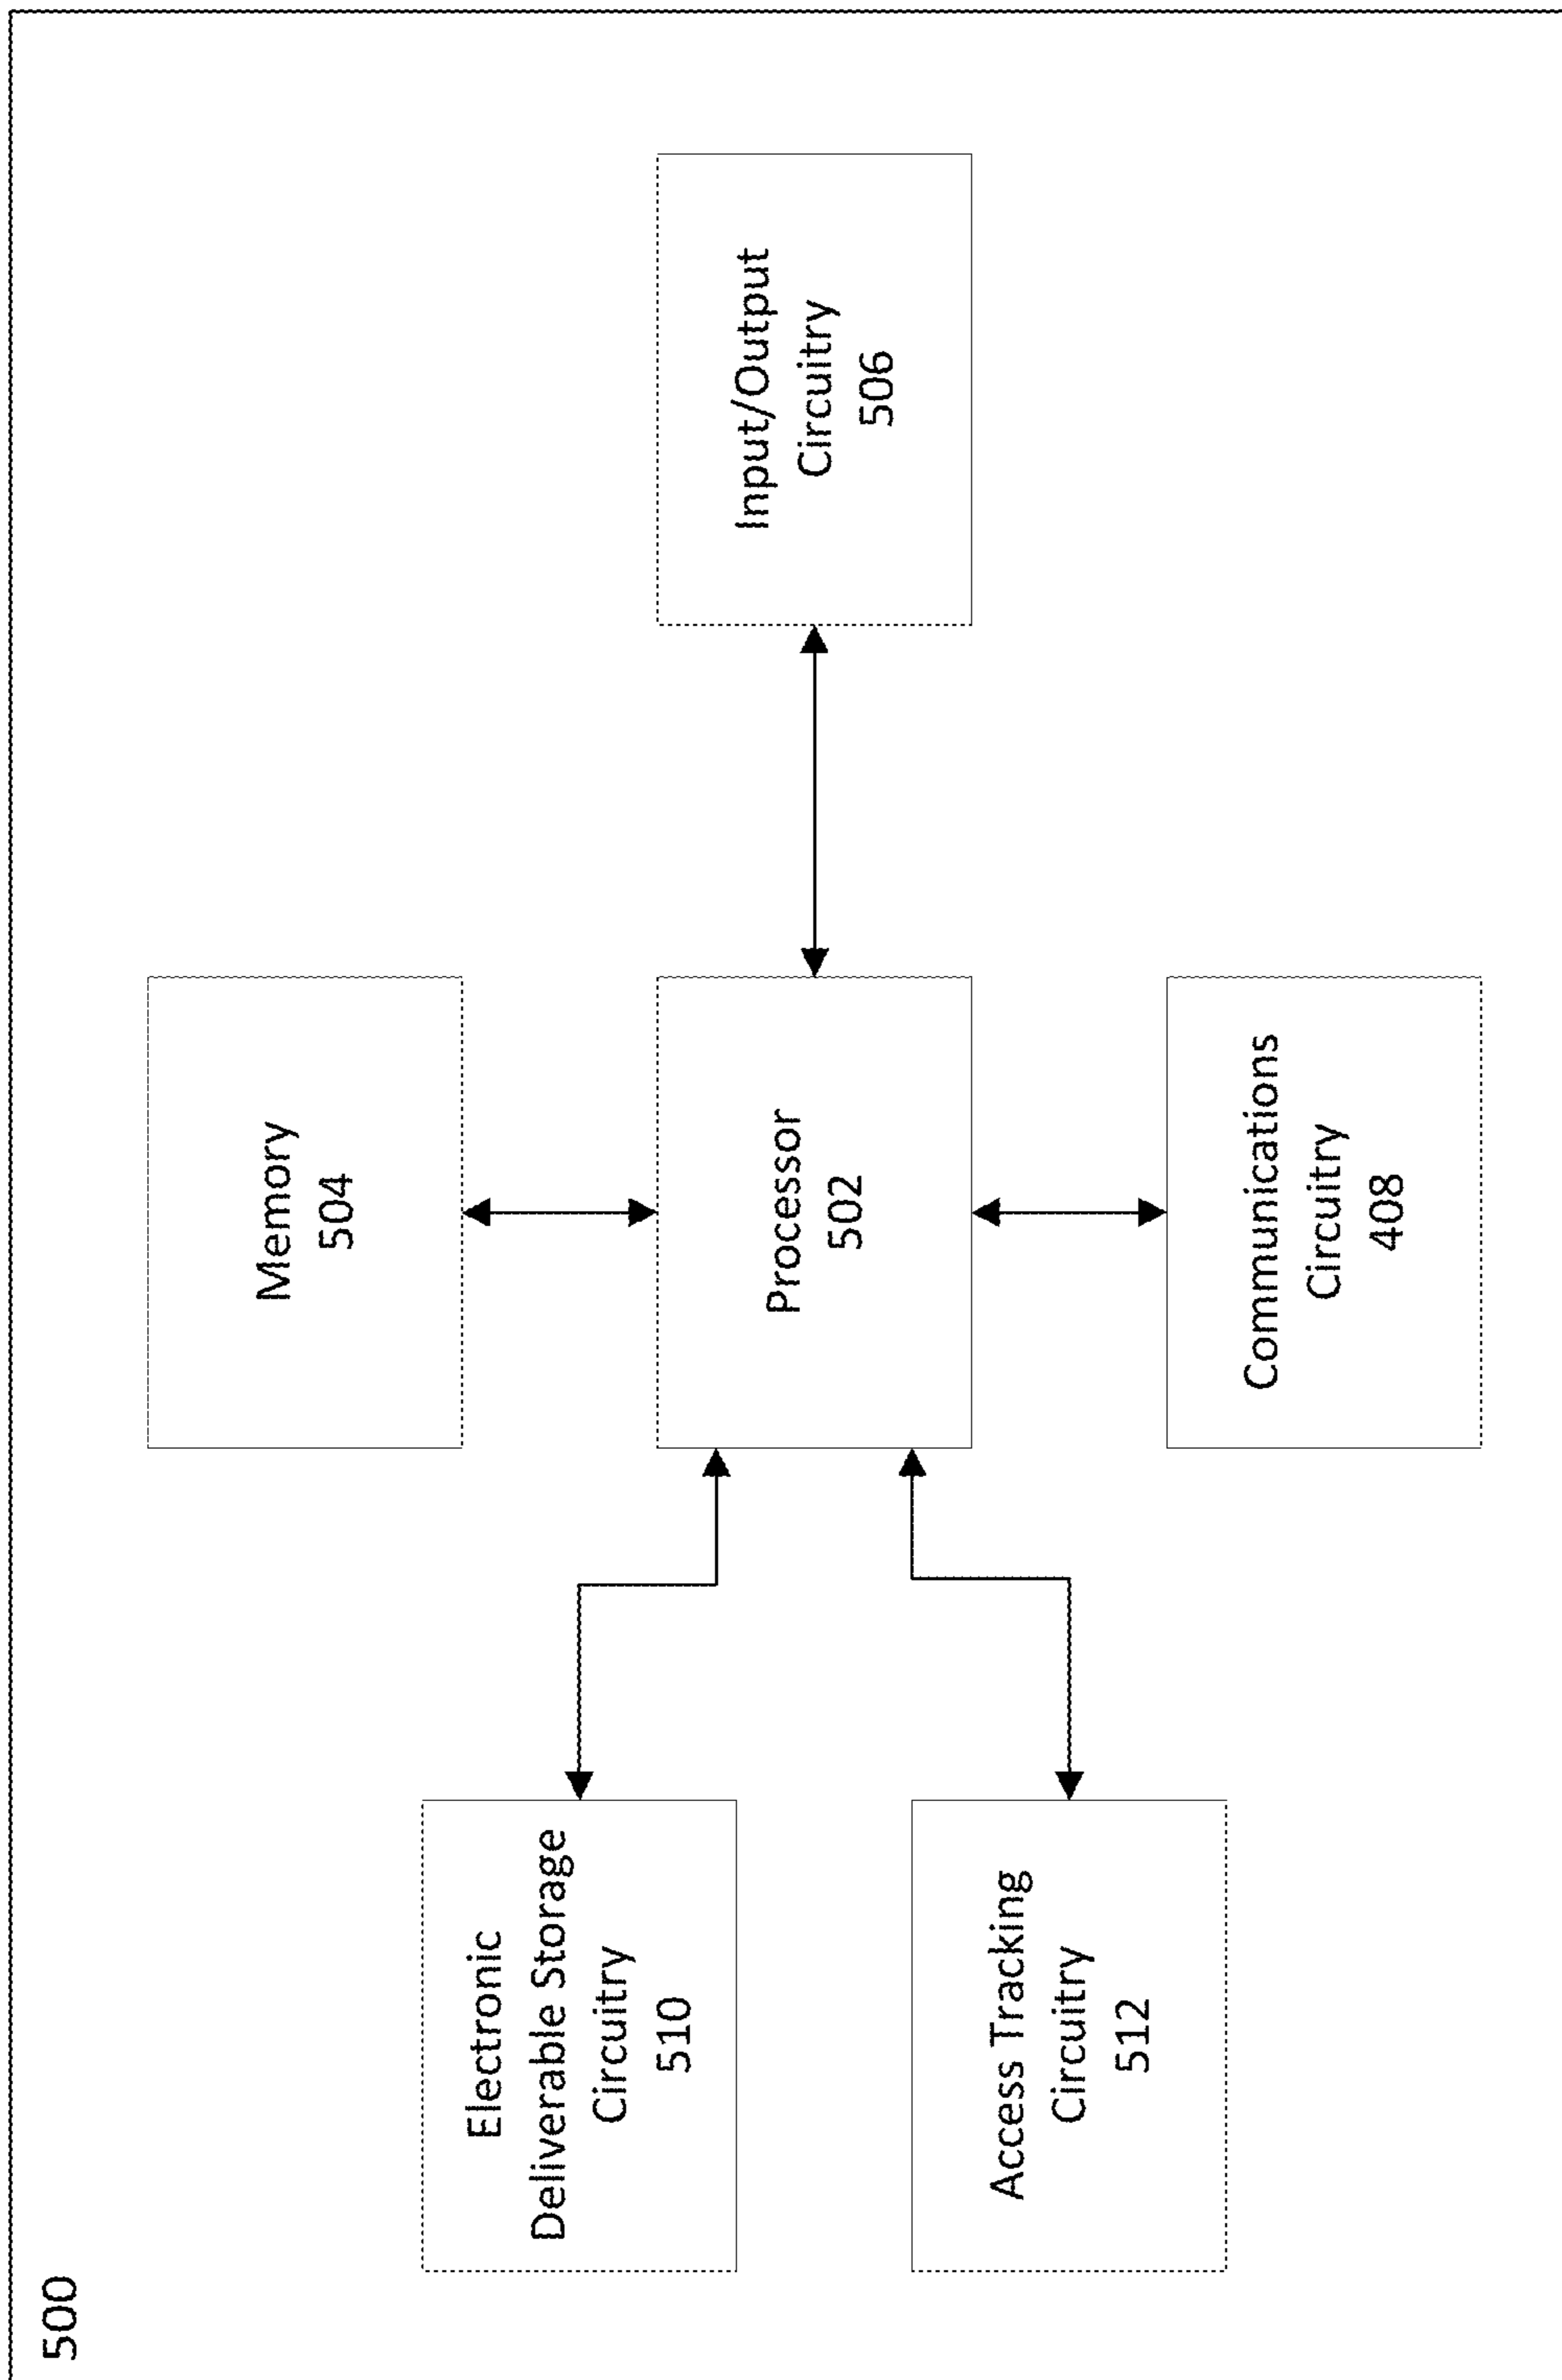 500
Memory
504
Electronic
Deliverable Storage
Circuitry
510
Processor
502
Input/Output
Circuitry
506
Access Tracking
Circuitry
512
Communications
Circuitry
408